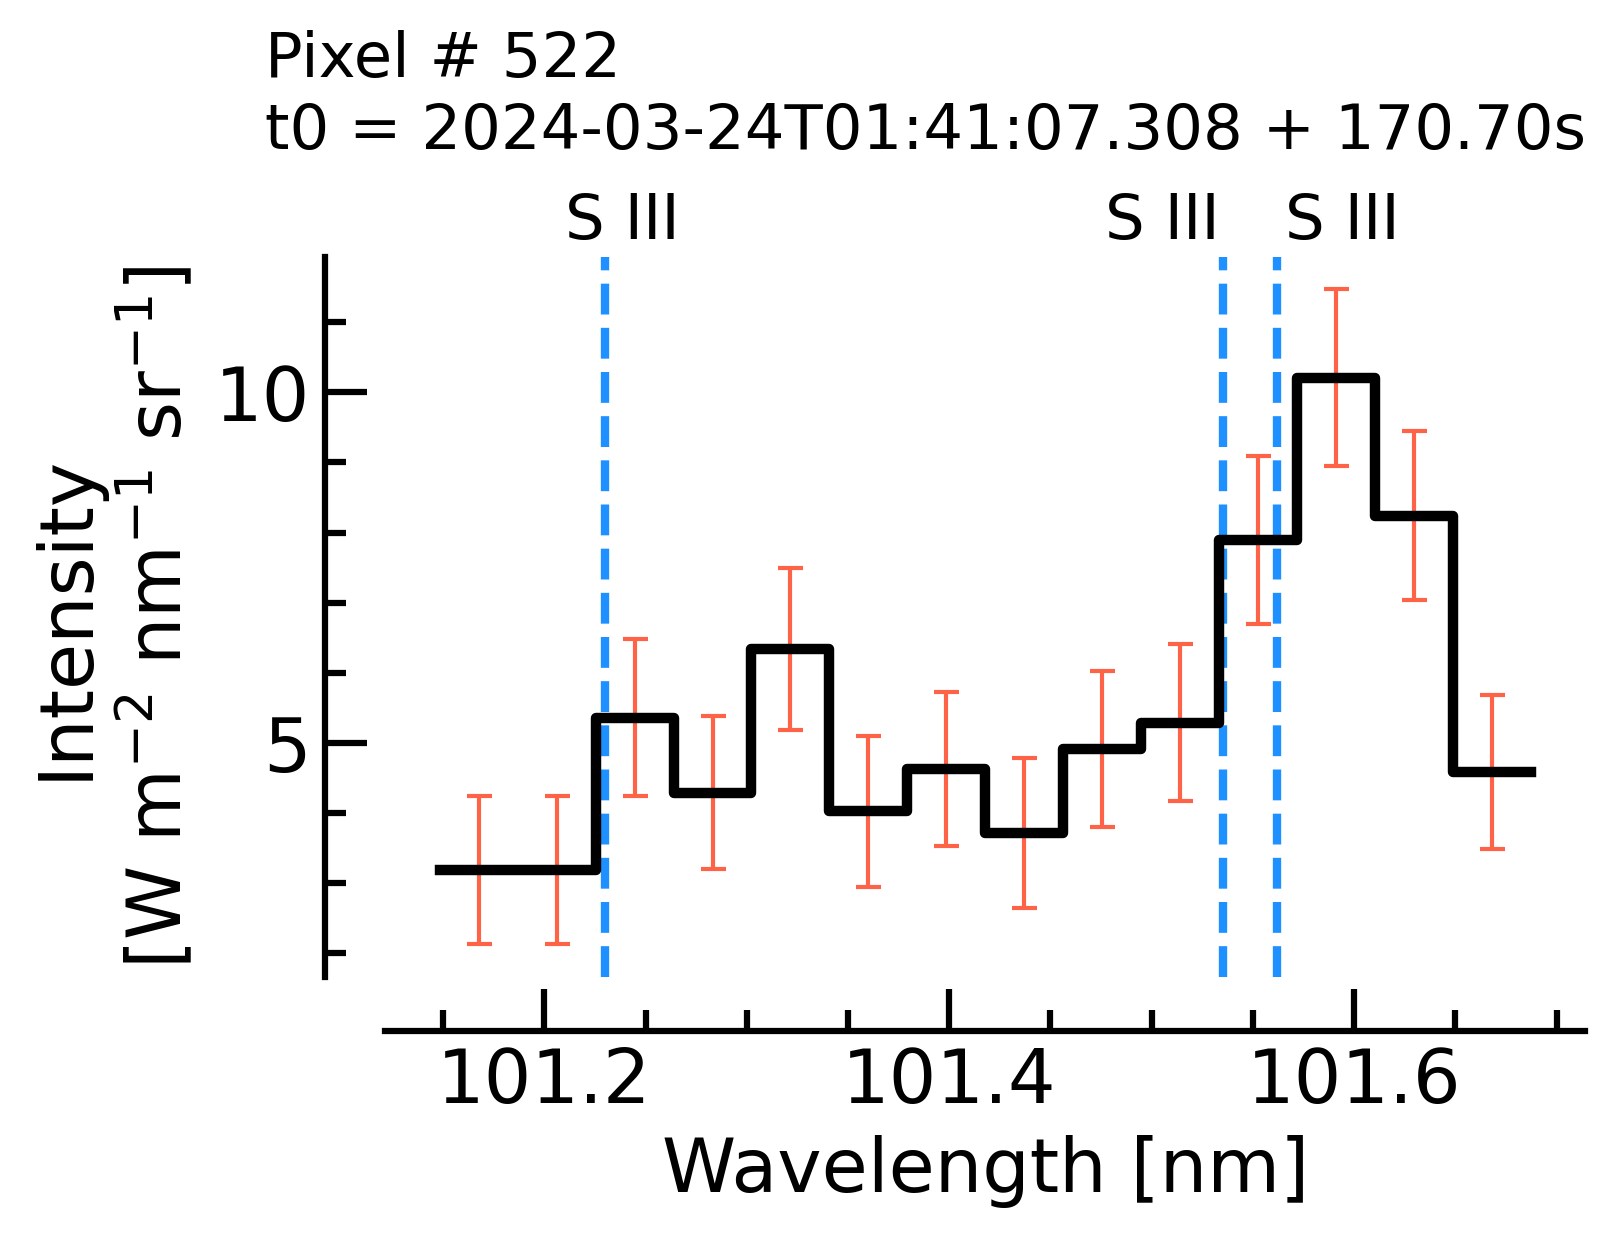 Pixel # 522
t0 = 2024-03-24T01:41:07.308 + 170.70s
S III S III S III
Intensity
[W m⁻² nm⁻¹ sr⁻¹]
10
5
101.2 101.4 101.6
Wavelength [nm]